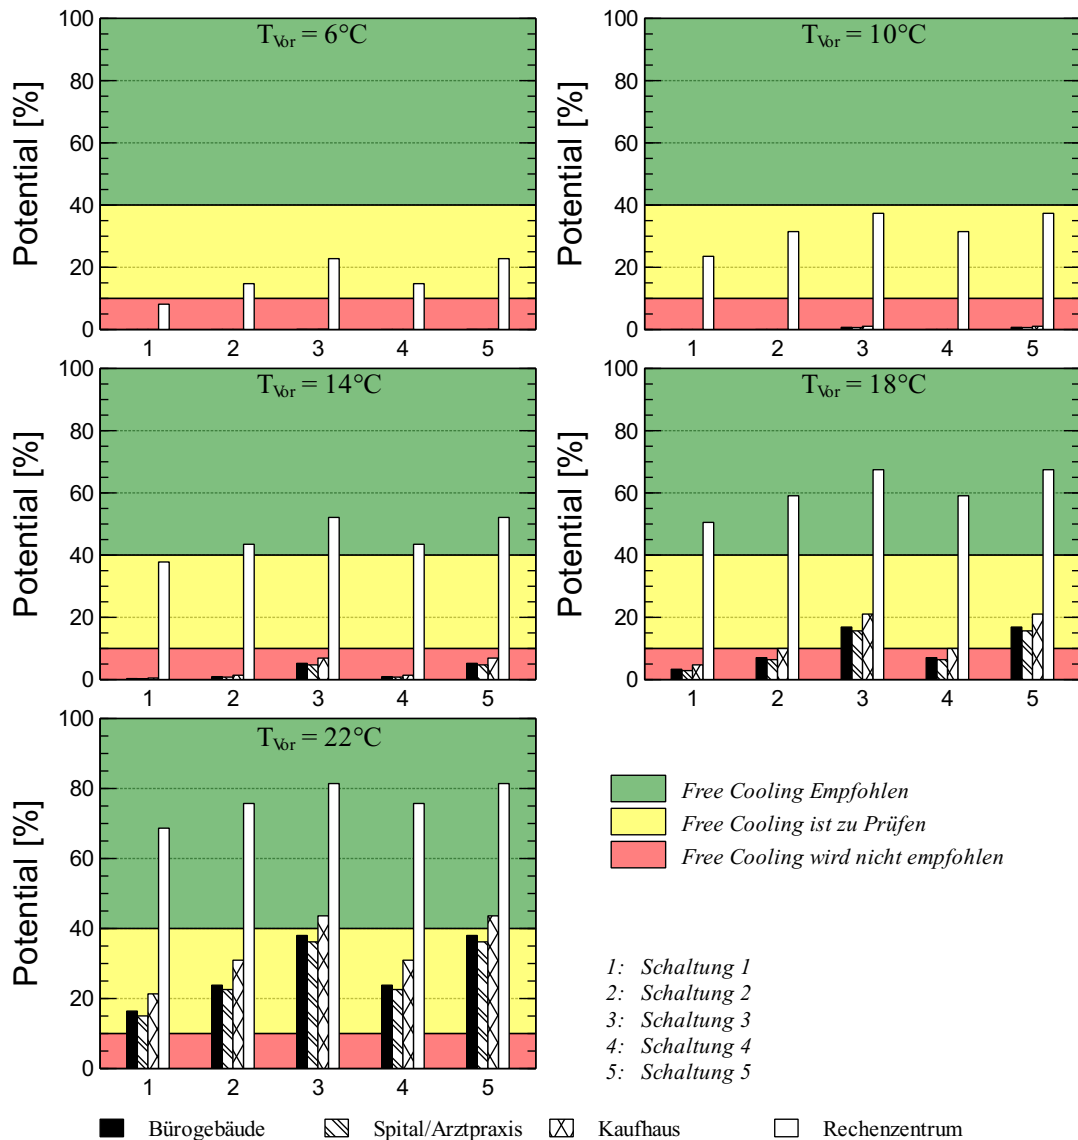 T_Vor = 6°C
Potential [%]
100
80
60
40
20
0
1 2 3 4 5
T_Vor = 10°C
Potential [%]
100
80
60
40
20
0
1 2 3 4 5
T_Vor = 14°C
Potential [%]
100
80
60
40
20
0
1 2 3 4 5
T_Vor = 18°C
Potential [%]
100
80
60
40
20
0
1 2 3 4 5
T_Vor = 22°C
Potential [%]
100
80
60
40
20
0
1 2 3 4 5
Free Cooling Empfohlen
Free Cooling ist zu Prüfen
Free Cooling wird nicht empfohlen
1: Schaltung 1
2: Schaltung 2
3: Schaltung 3
4: Schaltung 4
5: Schaltung 5
Bürogebäude Spital/Arztpraxis Kaufhaus Rechenzentrum